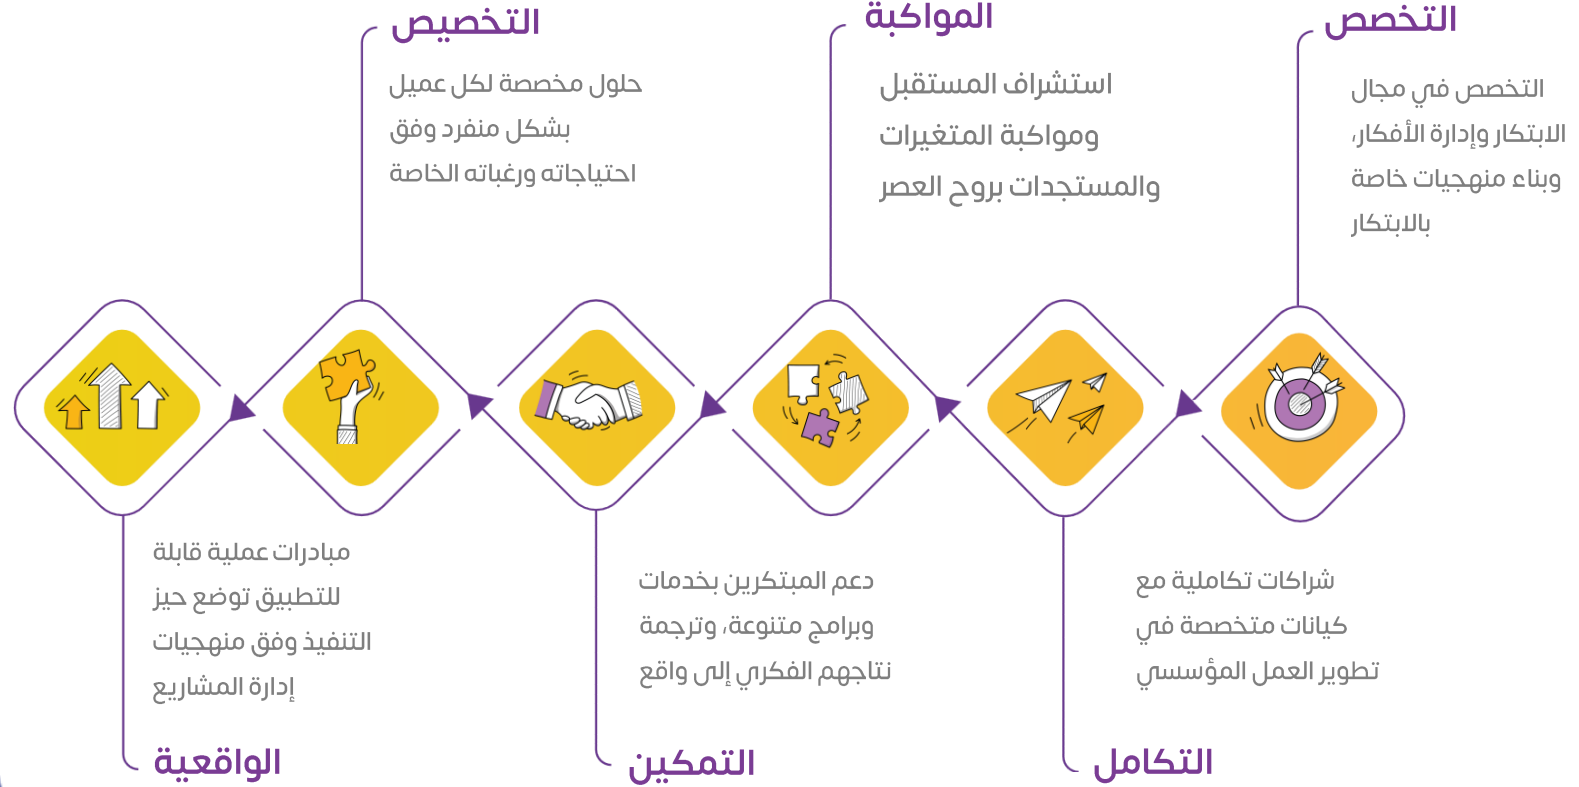 التخصص
التخصص في مجال
الابتكار وإدارة الأفكار،
وبناء منهجيات خاصة
بالابتكار
التكامل
شراكات تكاملية مع
كيانات متخصصة في
تطوير العمل المؤسسي
المواكبة
استشراف المستقبل
ومواكبة المتغيرات
والمستجدات بروح العصر
التمكين
دعم المبتكرين بخدمات
وبرامج متنوعة، وترجمة
نتاجهم الفكري إلى واقع
التخصيص
حلول مخصصة لكل عميل
بشكل منفرد وفق
احتياجاته ورغباته الخاصة
الواقعية
مبادرات عملية قابلة
للتطبيق توضع حيز
التنفيذ وفق منهجيات
إدارة المشاريع